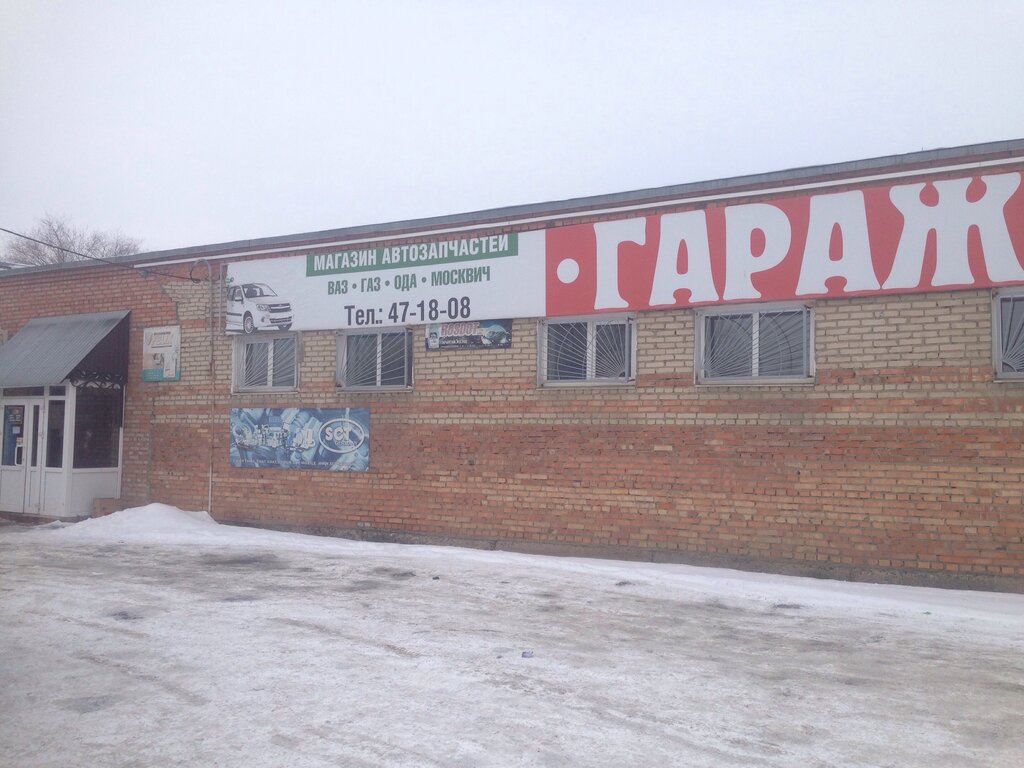 МАГАЗИН АВТОЗАПЧАСТЕЙ
ВАЗ • ГАЗ • ОДА • МОСКВИЧ
Тел.: 47-18-08
• ГАРАЖ
SCT